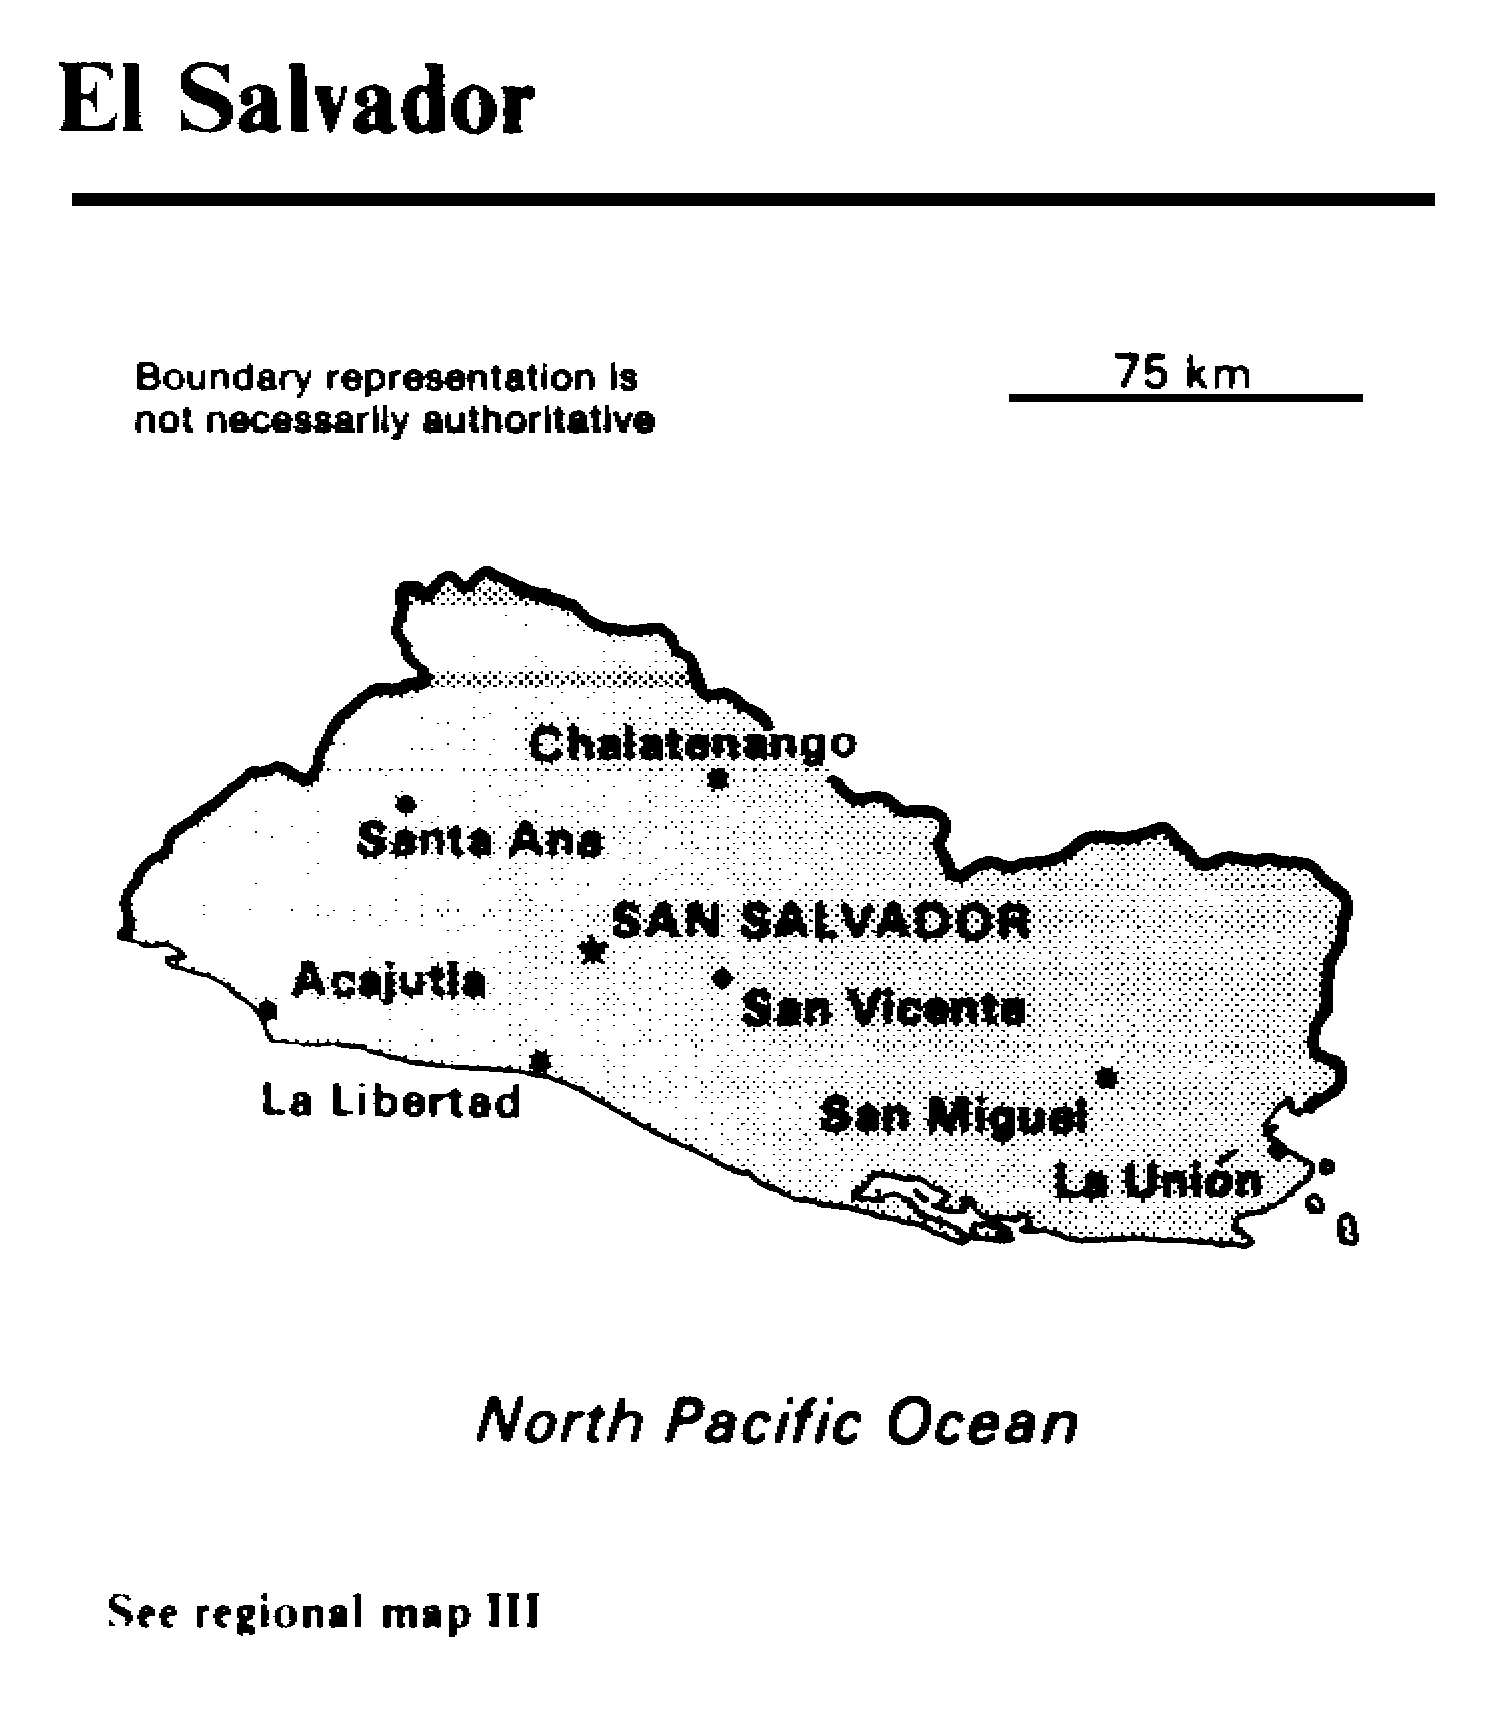 El Salvador
Boundary representation is
not necessarily authoritative
75 km
Chalatenango
Santa Ana
SAN SALVADOR
Acajutla
San Vicente
La Libertad
San Miguel
La Unión
North Pacific Ocean
See regional map III